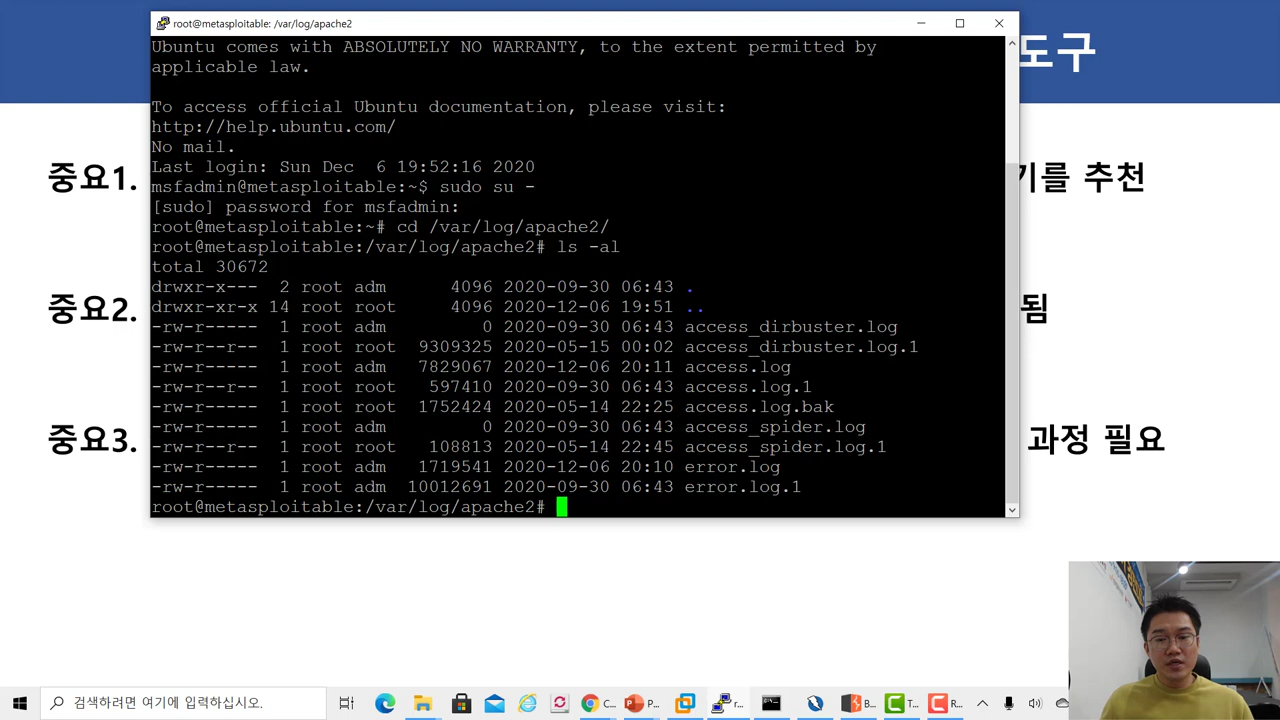 root@metasploitable: /var/log/apache2
도구
Ubuntu comes with ABSOLUTELY NO WARRANTY, to the extent permitted by
applicable law.
To access official Ubuntu documentation, please visit:
http://help.ubuntu.com/
No mail.
Last login: Sun Dec  6 19:52:16 2020
중요1.
기를 추천
msfadmin@metasploitable:~$ sudo su -
[sudo] password for msfadmin:
root@metasploitable:~# cd /var/log/apache2/
root@metasploitable:/var/log/apache2# ls -al
total 30672
drwxr-x---  2 root adm      4096 2020-09-30 06:43 .
drwxr-xr-x 14 root root     4096 2020-12-06 19:51 ..
중요2.
됨
-rw-r-----  1 root adm         0 2020-09-30 06:43 access_dirbuster.log
-rw-r--r--  1 root root  9309325 2020-05-15 00:02 access_dirbuster.log.1
-rw-r-----  1 root adm   7829067 2020-12-06 20:11 access.log
-rw-r--r--  1 root root   597410 2020-09-30 06:43 access.log.1
-rw-r-----  1 root root  1752424 2020-05-14 22:25 access.log.bak
-rw-r-----  1 root adm         0 2020-09-30 06:43 access_spider.log
중요3.
과정 필요
-rw-r-----  1 root root   108813 2020-05-14 22:45 access_spider.log.1
-rw-r-----  1 root adm   1719541 2020-12-06 20:10 error.log
-rw-r-----  1 root adm  10012691 2020-09-30 06:43 error.log.1
root@metasploitable:/var/log/apache2#
검색하려면 여기에 입력하십시오.
C...
P...
r...
B...
T...
R...